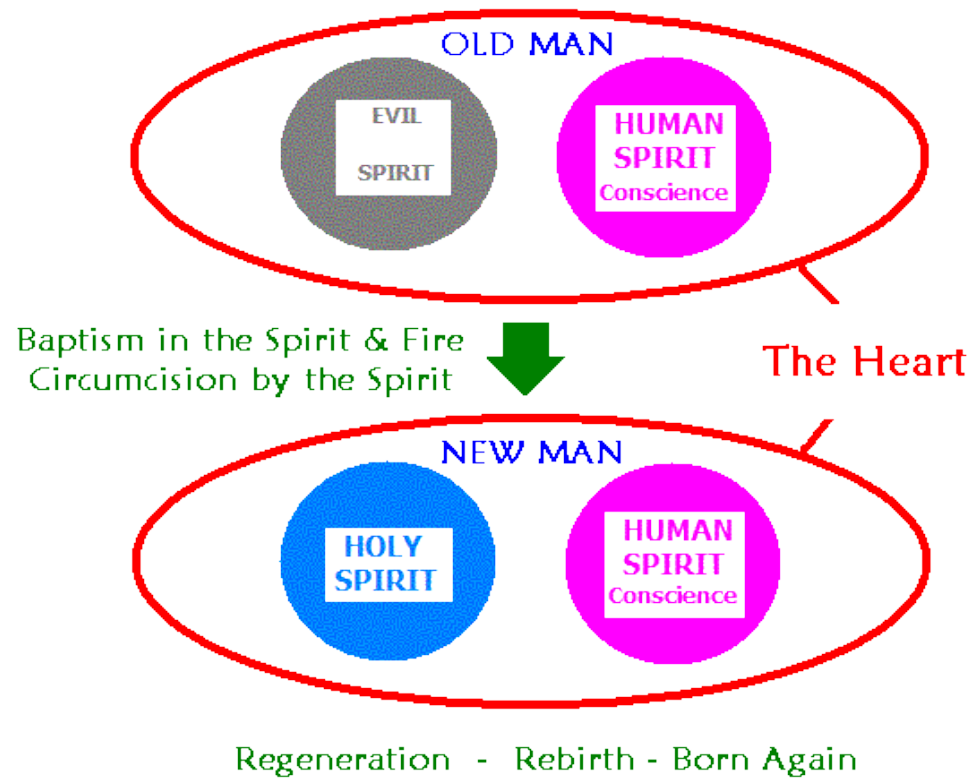 OLD MAN
EVIL
SPIRIT
HUMAN
SPIRIT
Conscience
Baptism in the Spirit & Fire
Circumcision by the Spirit
The Heart
NEW MAN
HOLY
SPIRIT
HUMAN
SPIRIT
Conscience
Regeneration - Rebirth - Born Again